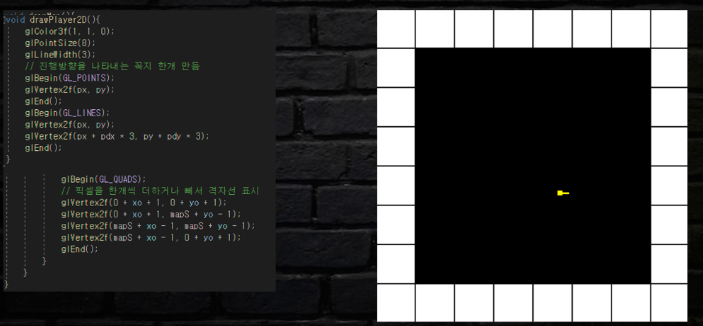 void drawPlayer2D(){
glColor3f(1, 1, 0);
glPointSize(8);
glLineWidth(3);
// 진행방향을 나타내는 꼭지 한개 만듬
glBegin(GL_POINTS);
glVertex2f(px, py);
glEnd();
glBegin(GL_LINES);
glVertex2f(px, py);
glVertex2f(px + pdx * 3, py + pdy * 3);
glEnd();
}
glBegin(GL_QUADS);
// 픽셀을 한개씩 더하거나 빼서 격자선 표시
glVertex2f(0 + xo + 1, 0 + yo + 1);
glVertex2f(0 + xo + 1, mapS + yo - 1);
glVertex2f(mapS + xo - 1, mapS + yo - 1);
glVertex2f(mapS + xo - 1, 0 + yo + 1);
glEnd();
}
}
}